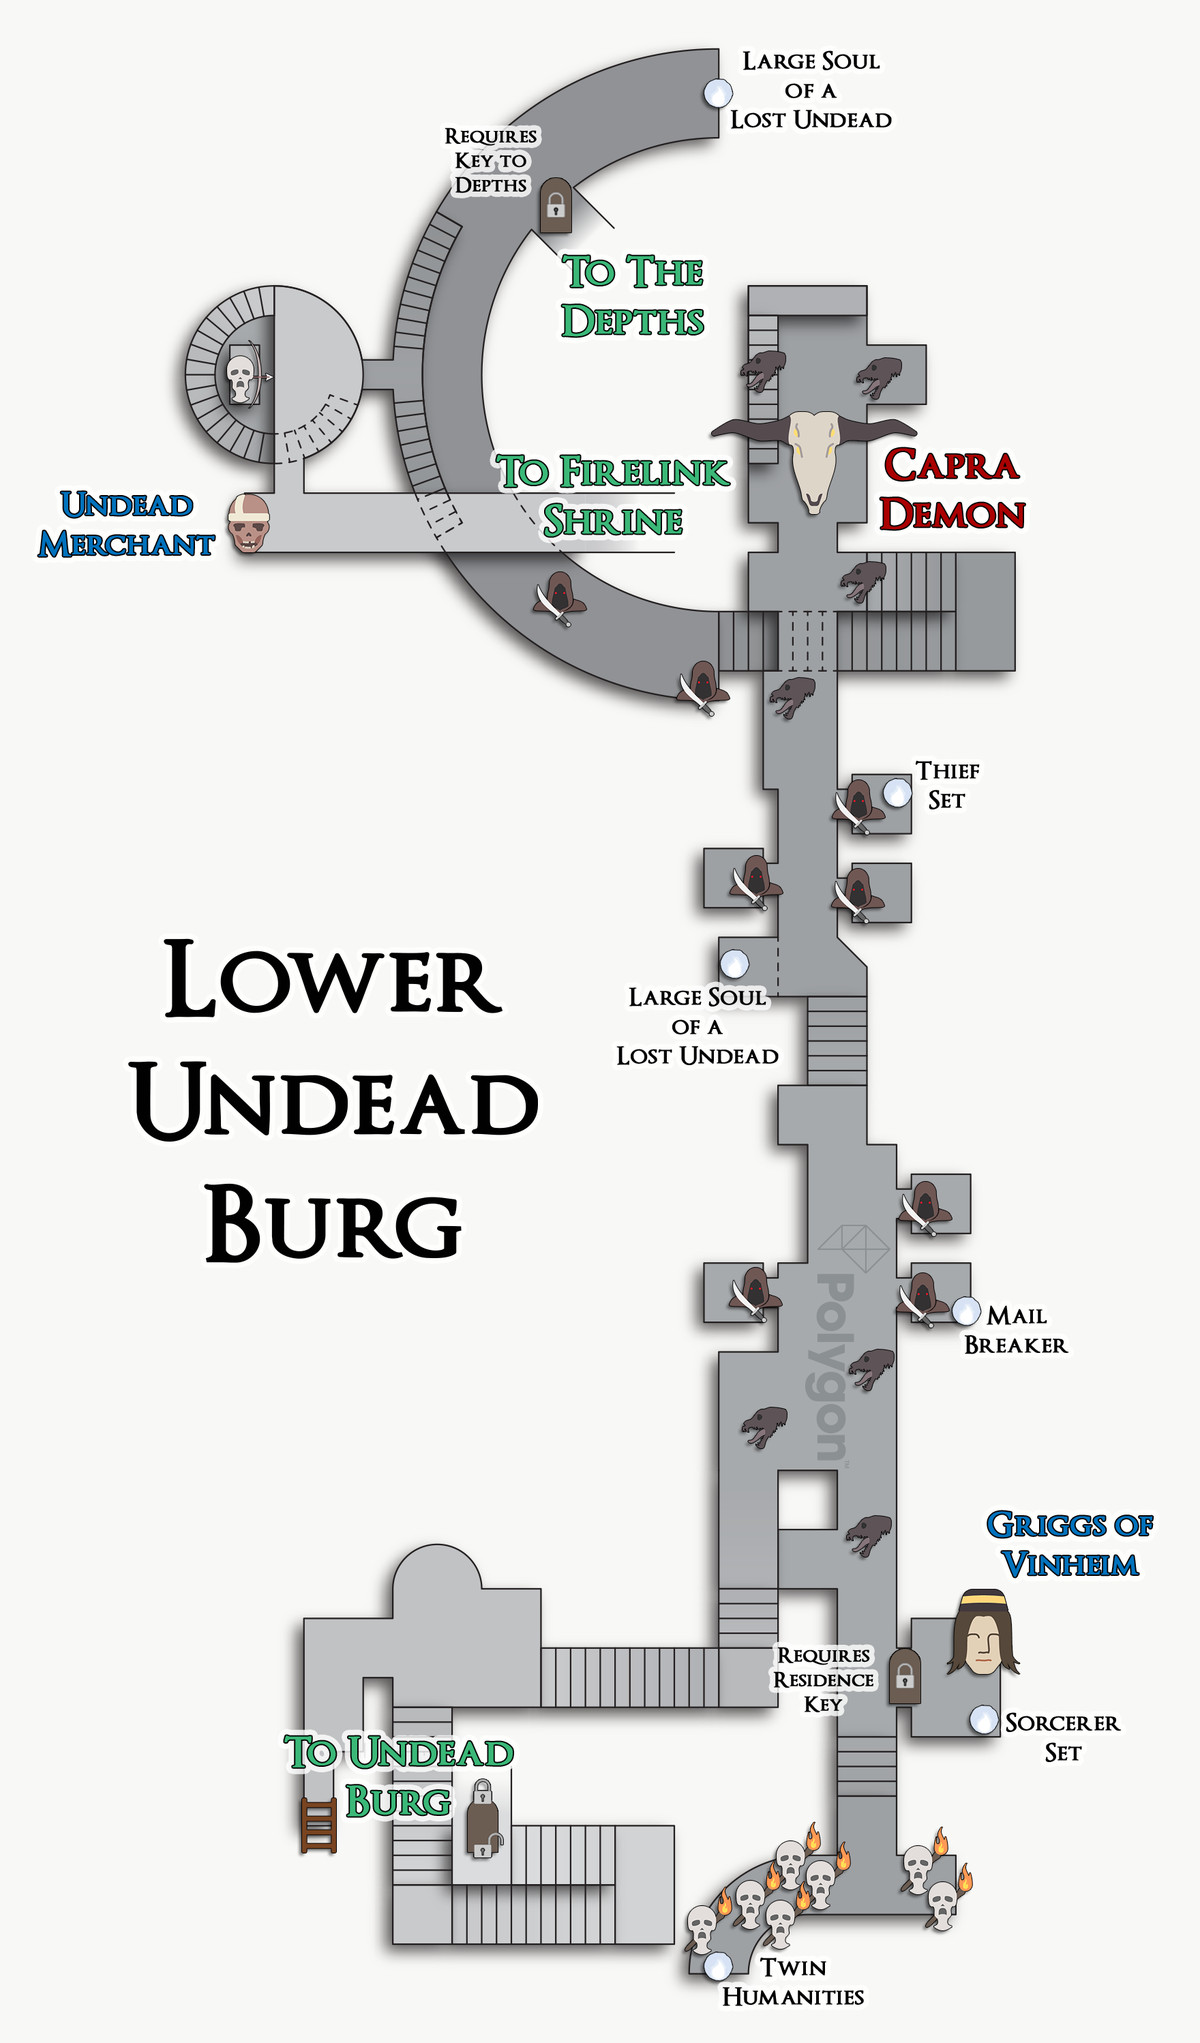 Large Soul
of a
Lost Undead
Requires
Key to
Depths
To The
Depths
To Firelink
Shrine
Undead
Merchant
Capra
Demon
Thief
Set
Large Soul
of a
Lost Undead
Lower
Undead
Burg
Polygon™
Mail
Breaker
Griggs of
Vinheim
Requires
Residence
Key
Sorcerer
Set
To Undead
Burg
Twin
Humanities